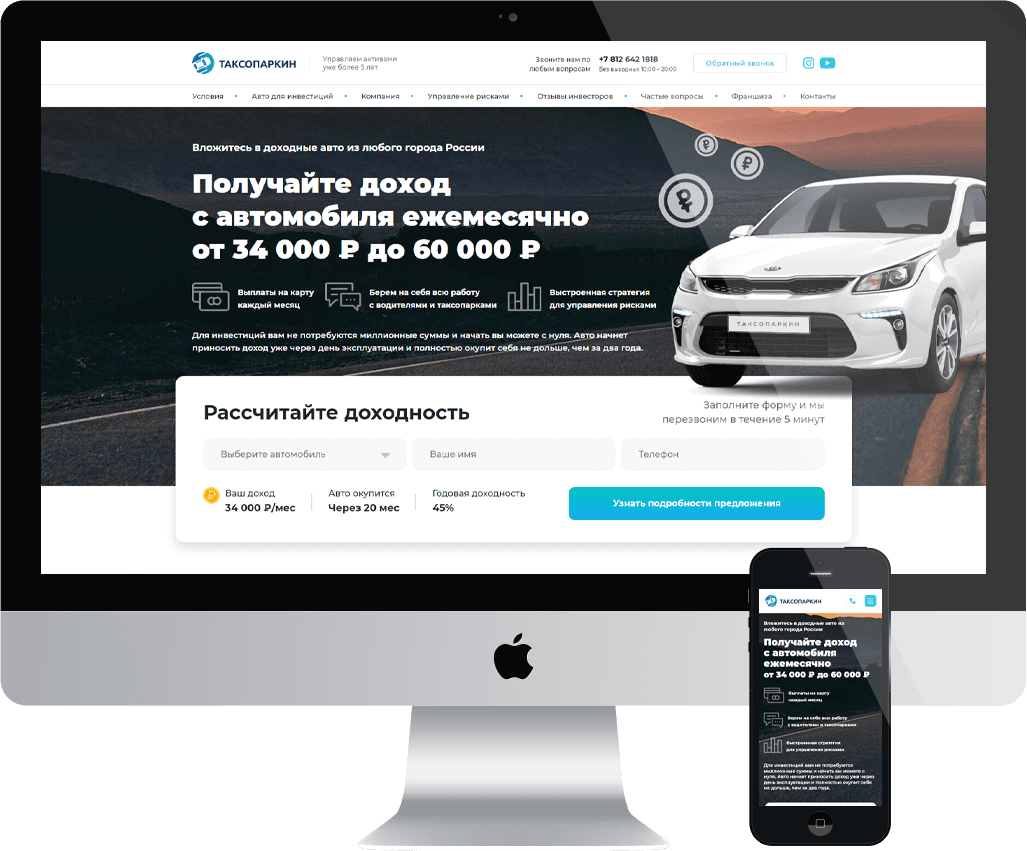 ТАКСОПАРКИН
Управляем активами
уже более 5 лет
Звоните нам по
любым вопросам
+7 812 642 1818
Без выходных 10:00 - 20:00
Обратный звонок
Условия • Авто для инвестиций • Компания • Управление рисками • Отзывы инвесторов • Частые вопросы • Франшиза • Контакты
Вложитесь в доходные авто из любого города России
Получайте доход
с автомобиля ежемесячно
от 34 000 ₽ до 60 000 ₽
Выплаты на карту
каждый месяц
Берем на себя всю работу
с водителями и таксопарками
Выстроенная стратегия
для управления рисками
Для инвестиций вам не потребуются миллионные суммы и начать вы можете с нуля. Авто начнет
приносить доход уже через день эксплуатации и полностью окупит себя не дольше, чем за два года.
KIA
ТАКСОПАРКИН
Рассчитайте доходность
Заполните форму и мы
перезвоним в течение 5 минут
Выберите автомобиль
Ваше имя
Телефон
Ваш доход
34 000 ₽/мес
Авто окупится
Через 20 мес
Годовая доходность
45%
Узнать подробности предложения
ТАКСОПАРКИН
Вложитесь в доходные авто из
любого города России
Получайте доход
с автомобиля
ежемесячно
от 34 000 ₽ до 60 000 ₽
Выплаты на карту
каждый месяц
Берем на себя всю работу
с водителями и таксопарками
Выстроенная стратегия
для управления рисками
Для инвестиций вам не потребуются
миллионные суммы и начать вы можете с
нуля. Авто начнет приносить доход уже через
день эксплуатации и полностью окупит себя
не дольше, чем за два года.